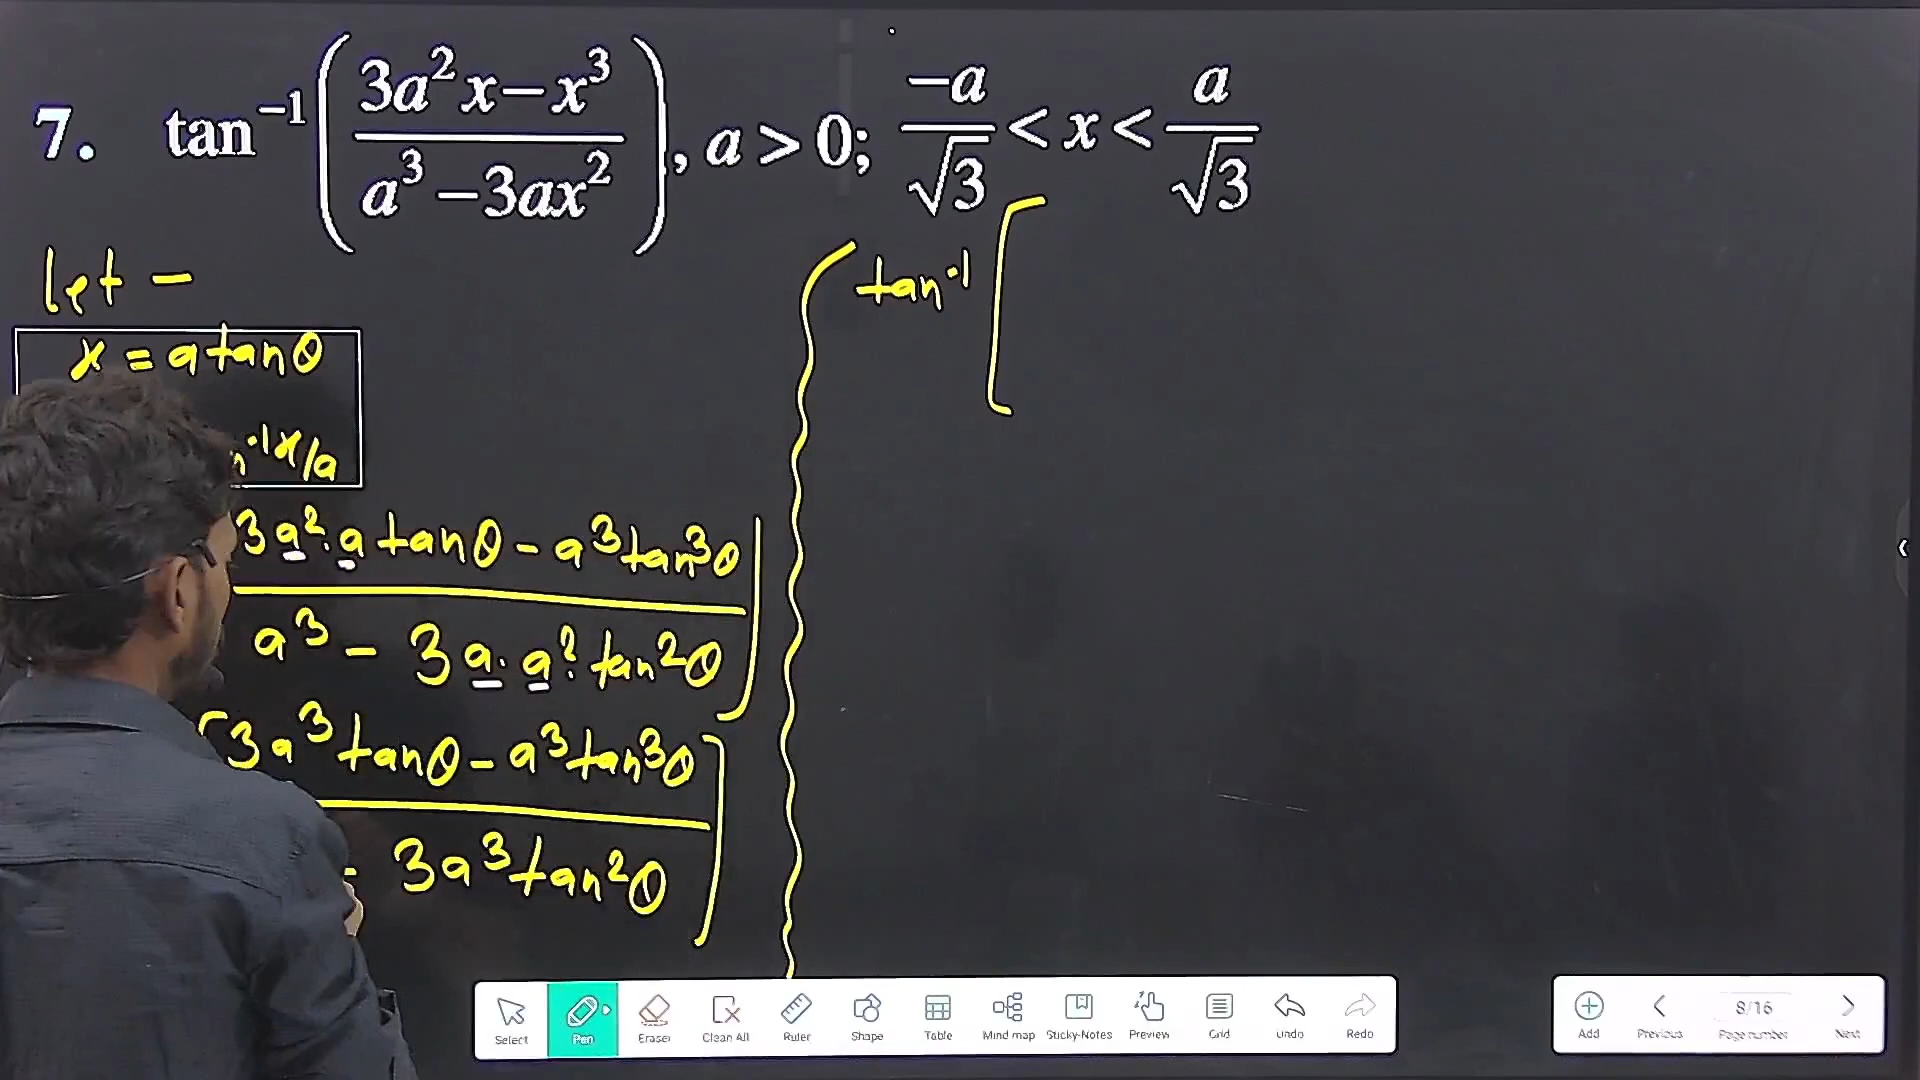 7. tan⁻¹(3a²x−x³ / a³−3ax²), a > 0; −a/√3 < x < a/√3
let –
x = a tanθ
⁻¹x/a
3a².a tanθ - a³tan³θ
a³ - 3a.a² tan²θ
[3a³tanθ - a³tan³θ]
- 3a³tan²θ
tan⁻¹[
Select Pen Eraser Clean All Ruler Shape Table Mind map Sticky-Notes Preview Grid Undo Redo
Add Previous 8/16 Page number Next